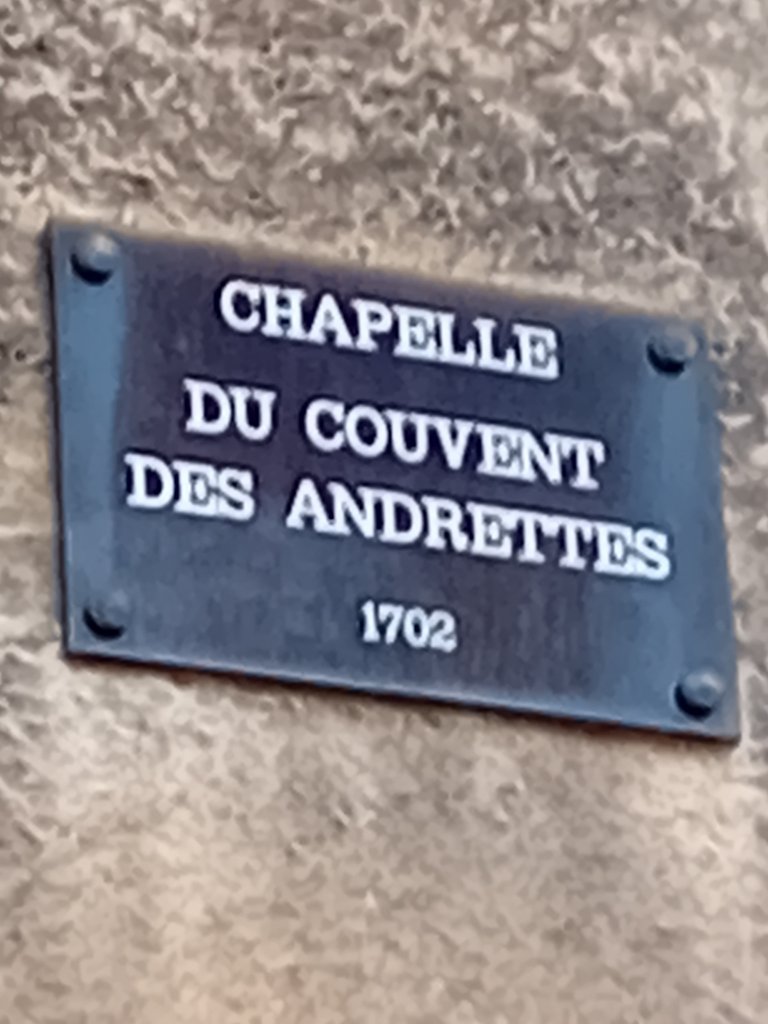 CHAPELLE
DU COUVENT
DES ANDRETTES
1702